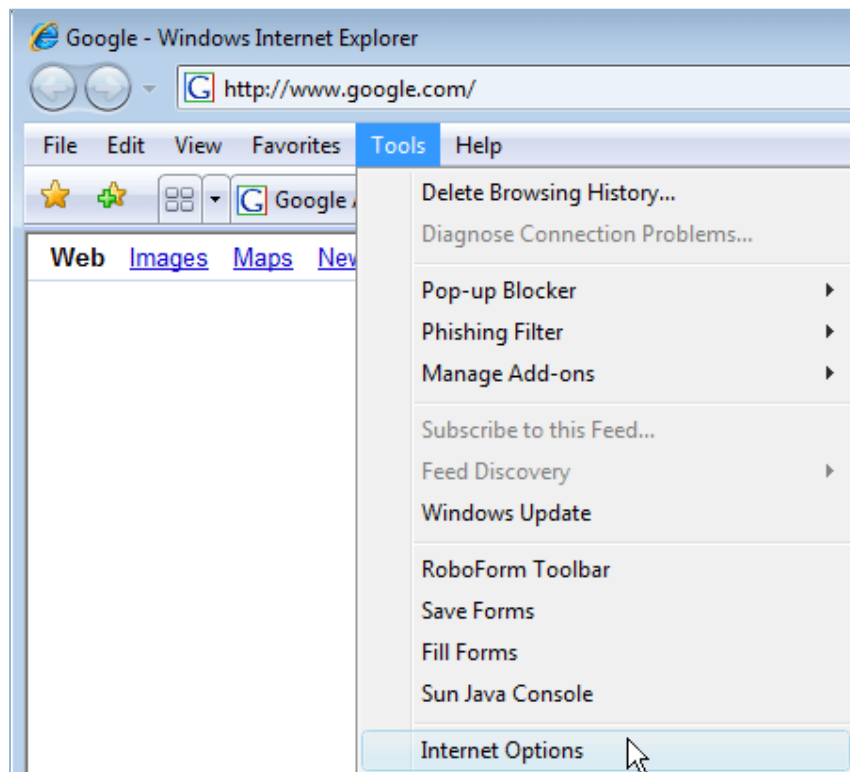 Google - Windows Internet Explorer
http://www.google.com/
File Edit View Favorites Tools Help
Google
Web Images Maps
Delete Browsing History...
Diagnose Connection Problems...
Pop-up Blocker
Phishing Filter
Manage Add-ons
Subscribe to this Feed...
Feed Discovery
Windows Update
RoboForm Toolbar
Save Forms
Fill Forms
Sun Java Console
Internet Options